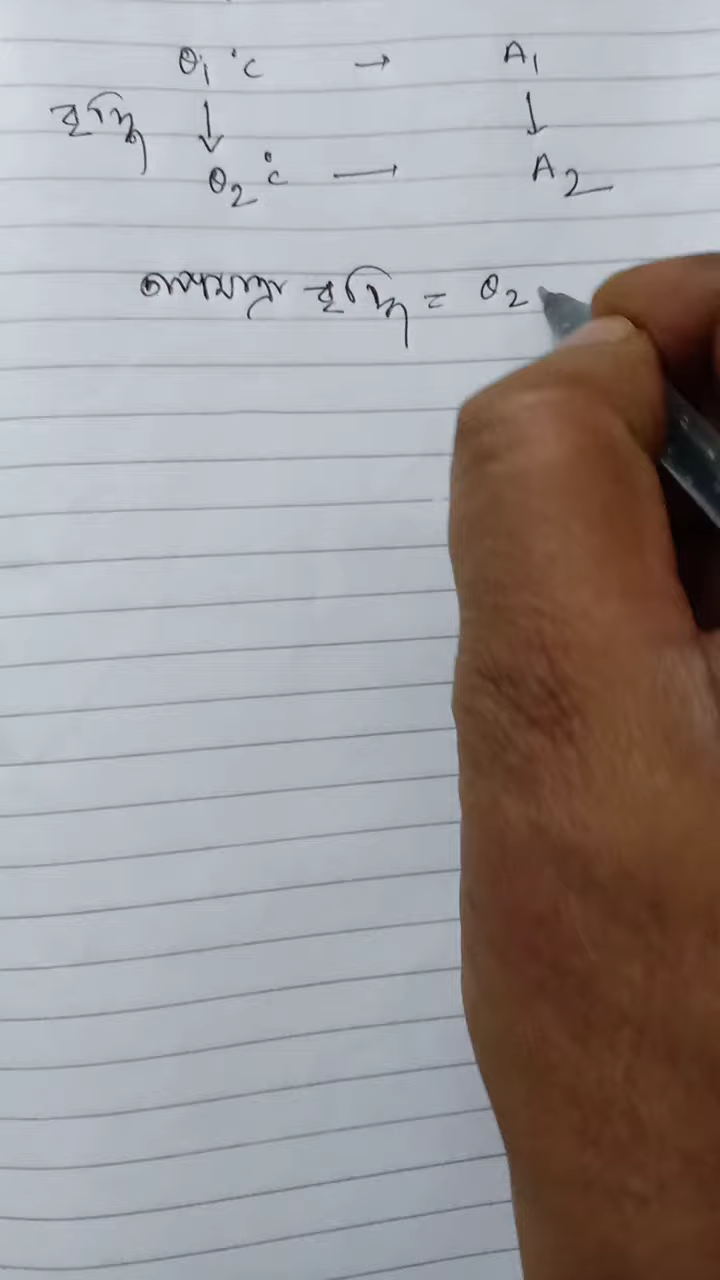 θ₁ °C → A₁
বৃদ্ধি ↓ ↓
θ₂ °C → A₂
তাপমাত্রা বৃদ্ধি = θ₂